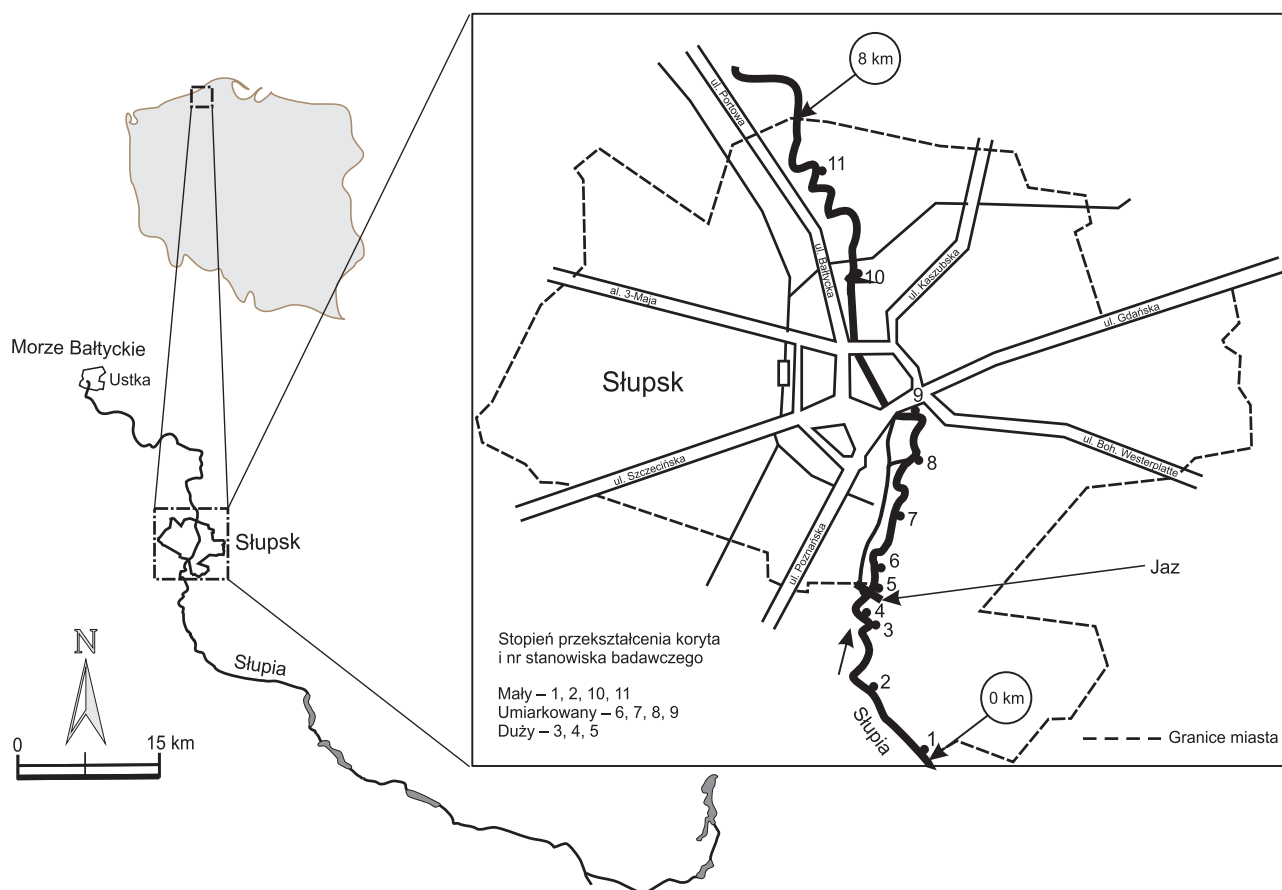 Morze Bałtyckie
Ustka
Słupsk
Słupia
N
0
15 km
8 km
ul. Portowa
11
10
ul. Bałtycka
ul. Kaszubska
al. 3-Maja
ul. Gdańska
Słupsk
9
ul. Boh. Westerplatte
ul. Szczecińska
8
7
ul. Poznańska
6
5
Jaz
4
3
2
1
0 km
Słupia
Stopień przekształcenia koryta
i nr stanowiska badawczego
Mały – 1, 2, 10, 11
Umiarkowany – 6, 7, 8, 9
Duży – 3, 4, 5
Granice miasta